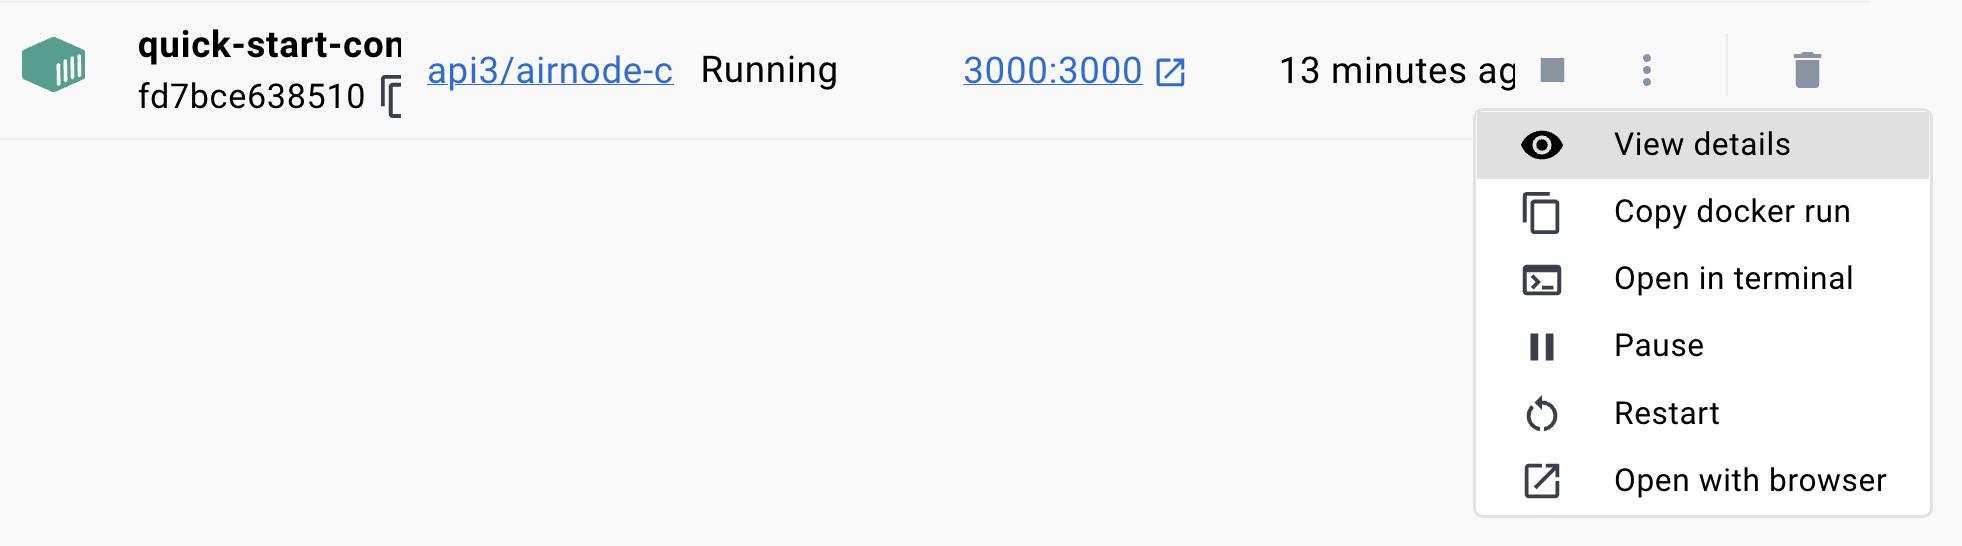 quick-start-con
fd7bce638510
api3/airnode-c
Running
3000:3000
13 minutes ag
View details
Copy docker run
Open in terminal
Pause
Restart
Open with browser